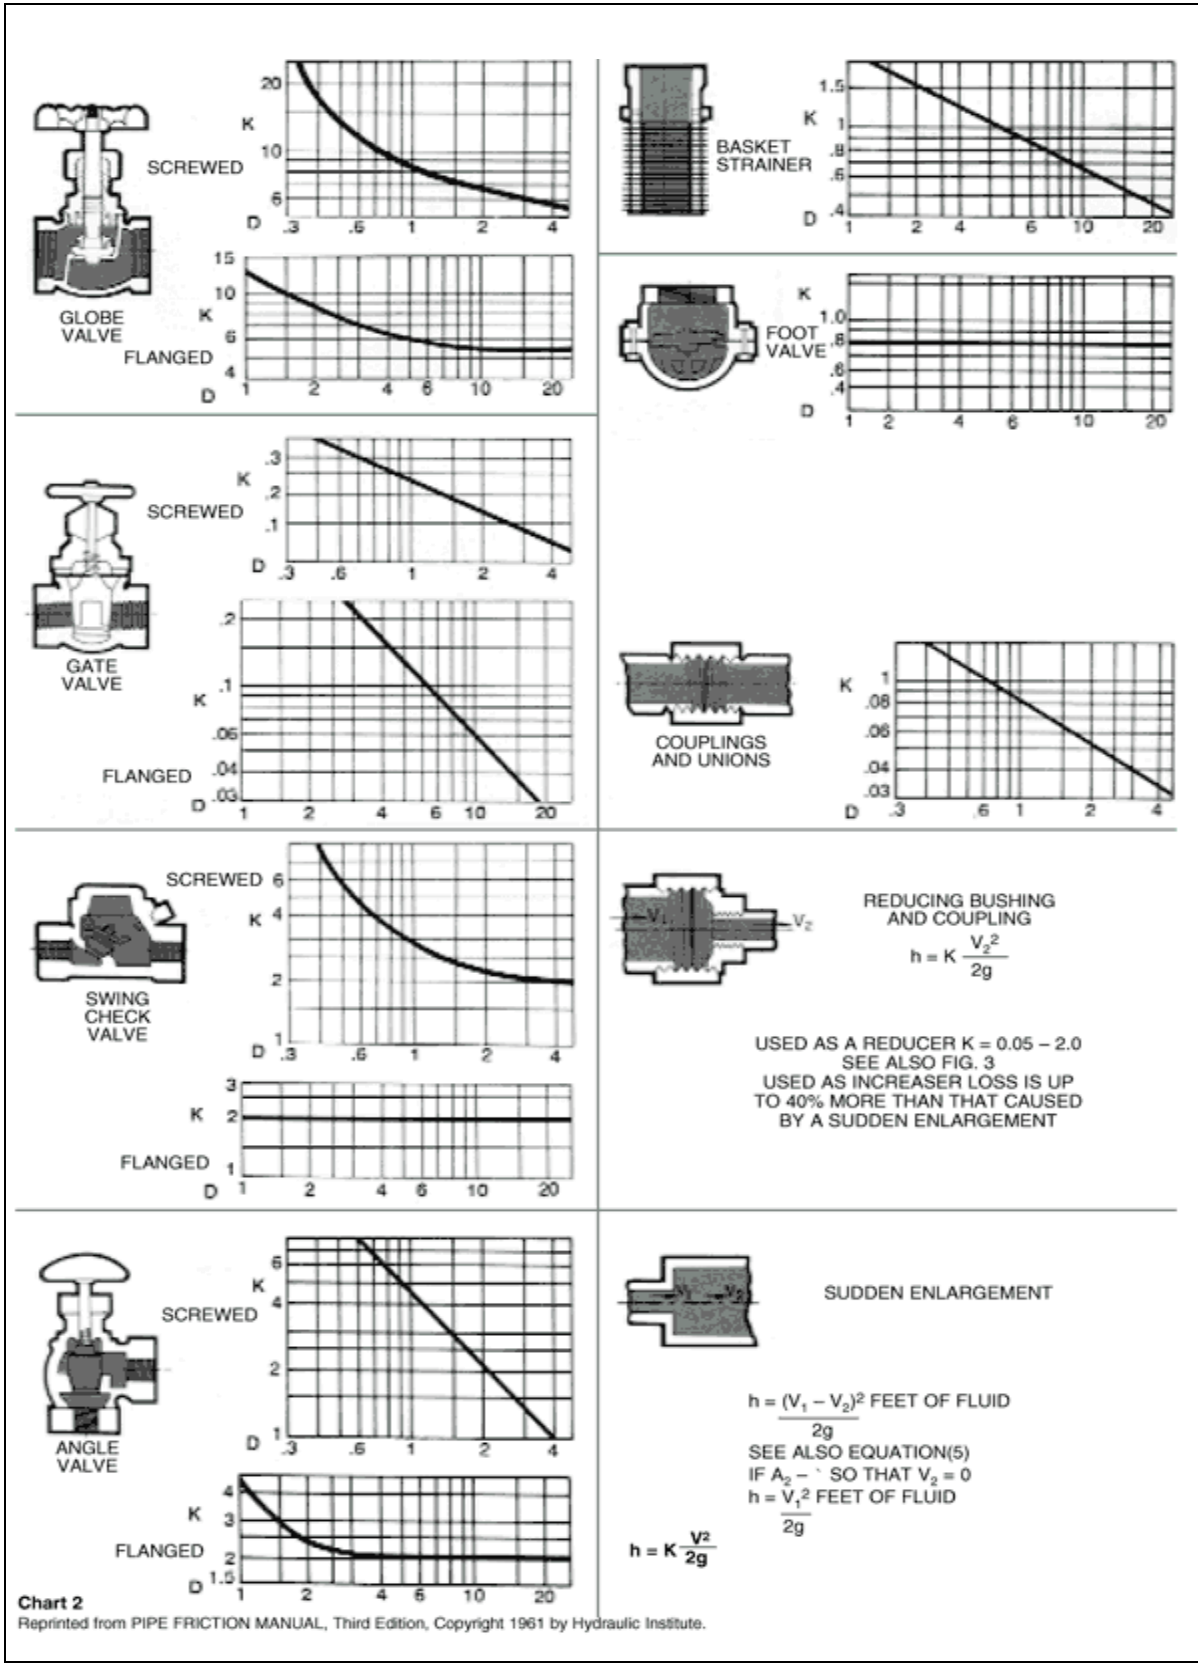 20
K
SCREWED
10
6
D .3 .6 1 2 4
15
10
K
6
FLANGED
4
D 1 2 4 6 10 20
GLOBE
VALVE
.3
K
.2
SCREWED
.1
D .3 .6 1 2 4
.2
.1
K
.06
FLANGED .04
.03
D 1 2 4 6 10 20
GATE
VALVE
SCREWED 6
K 4
2
1
D .3 .6 1 2 4
3
K 2
FLANGED 1
D 1 2 4 6 10 20
SWING
CHECK
VALVE
6
K
4
SCREWED
2
1
D .3 .6 1 2 4
4
K 3
FLANGED 2
1.5
D 1 2 4 6 10 20
ANGLE
VALVE
1.5
K 1
.8
.6
.4
D 1 2 4 6 10 20
BASKET
STRAINER
K
1.0
.8
.6
.4
D 1 2 4 6 10 20
FOOT
VALVE
K 1
.08
.06
.04
.03
D .3 .6 1 2 4
COUPLINGS
AND UNIONS
V1 V2
REDUCING BUSHING
AND COUPLING
h = K V2²
2g
USED AS A REDUCER K = 0.05 – 2.0
SEE ALSO FIG. 3
USED AS INCREASER LOSS IS UP
TO 40% MORE THAN THAT CAUSED
BY A SUDDEN ENLARGEMENT
V1 V2
SUDDEN ENLARGEMENT
h = (V1 – V2)² FEET OF FLUID
2g
SEE ALSO EQUATION(5)
IF A2 – ` SO THAT V2 = 0
h = V1² FEET OF FLUID
2g
h = K V²
2g
Chart 2
Reprinted from PIPE FRICTION MANUAL, Third Edition, Copyright 1961 by Hydraulic Institute.